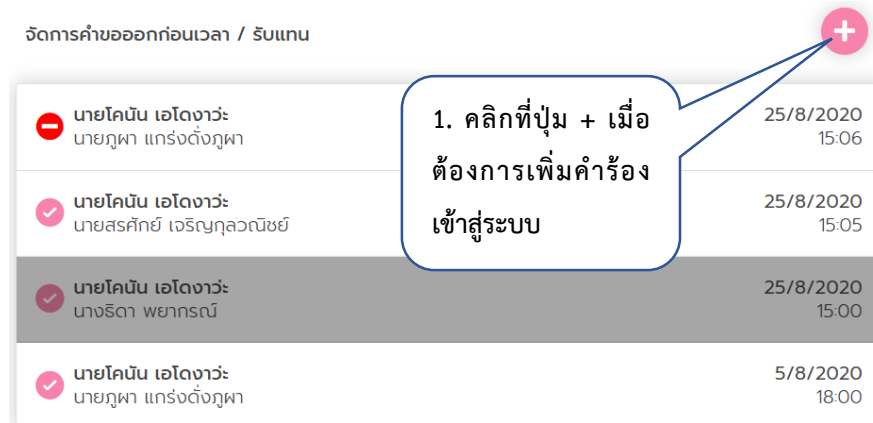 จัดการคำขอออกก่อนเวลา / รับแทน
นายโคนัน เอโดงาว่ะ
นายภูผา แกร่งดั่งภูผา
25/8/2020
15:06
1. คลิกที่ปุ่ม + เมื่อ
ต้องการเพิ่มคำร้อง
เข้าสู่ระบบ
นายโคนัน เอโดงาว่ะ
นายสรศักย์ เจริญกุลวณิชย์
25/8/2020
15:05
นายโคนัน เอโดงาว่ะ
นางธิดา พยากรณ์
25/8/2020
15:00
นายโคนัน เอโดงาว่ะ
นายภูผา แกร่งดั่งภูผา
5/8/2020
18:00